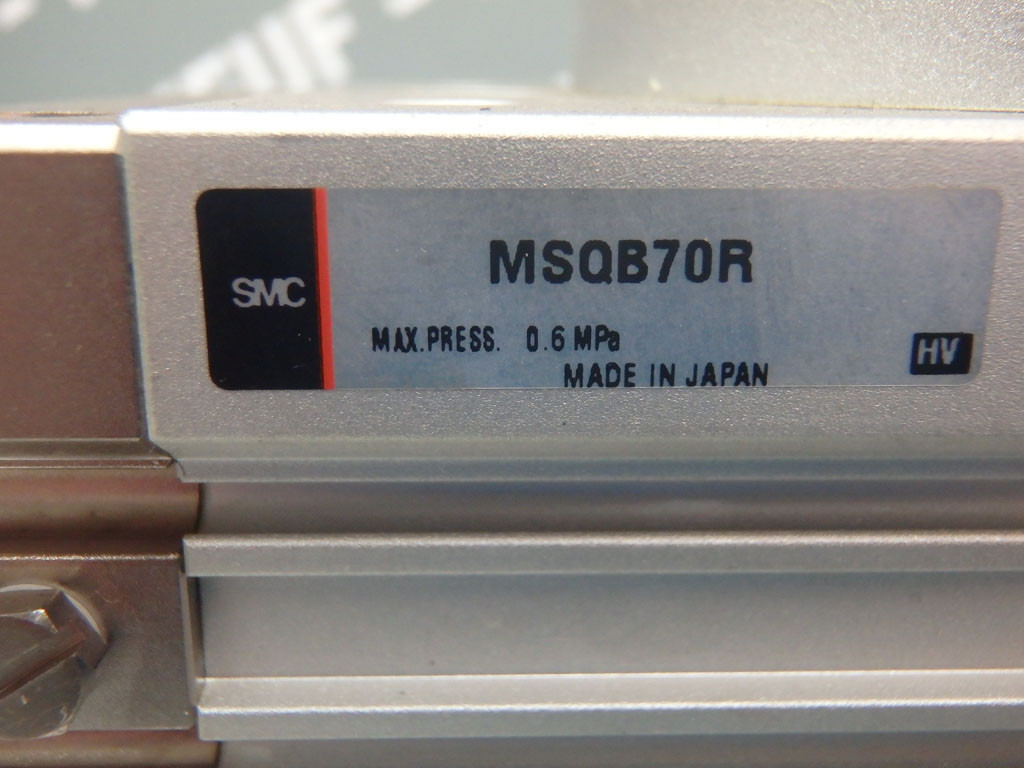 SMC
MSQB70R
MAX.PRESS. 0.6 MPa
MADE IN JAPAN
HV